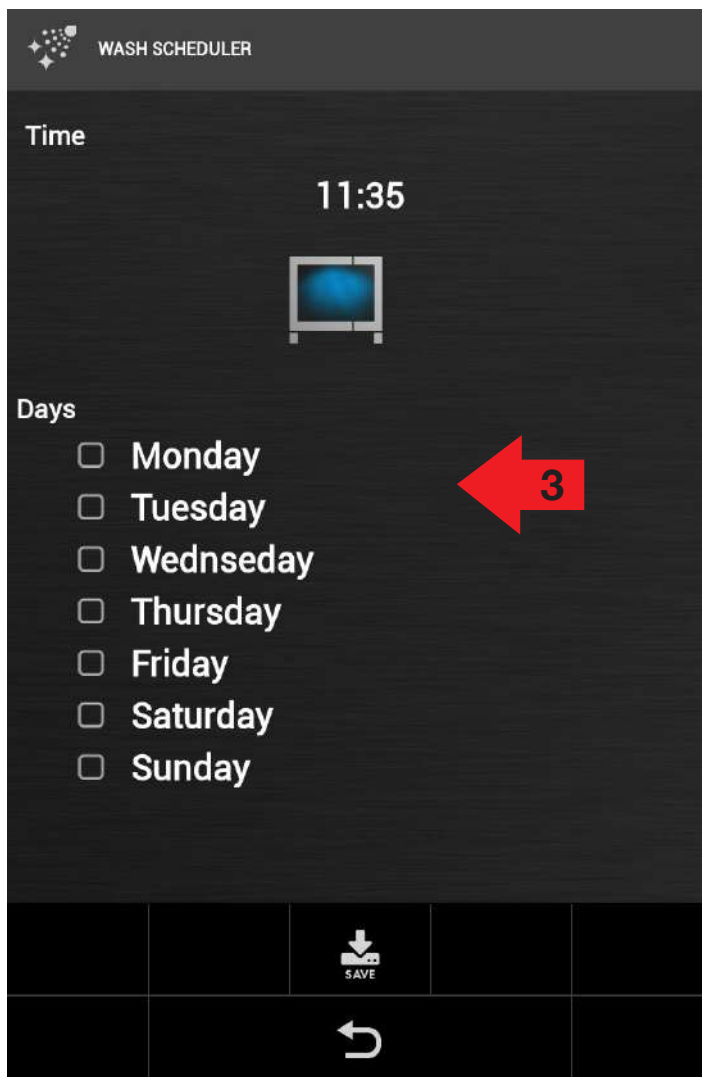 WASH SCHEDULER
Time
11:35
Days
Monday
3
Tuesday
Wednseday
Thursday
Friday
Saturday
Sunday
SAVE